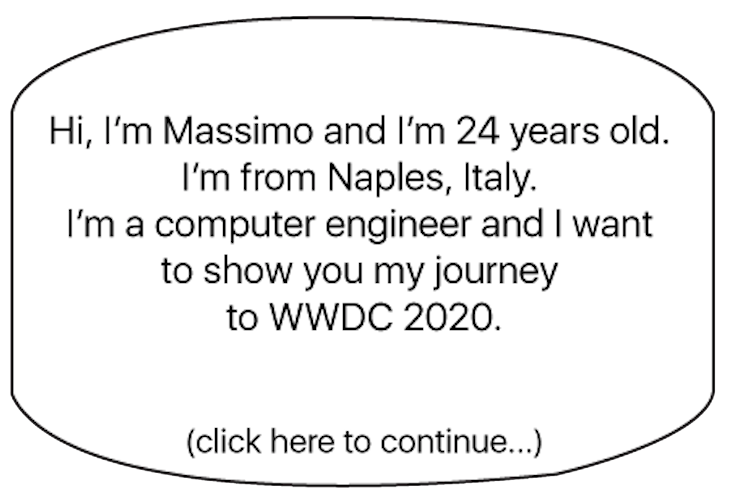 Hi, I’m Massimo and I’m 24 years old.
I’m from Naples, Italy.
I’m a computer engineer and I want
to show you my journey
to WWDC 2020.
(click here to continue...)